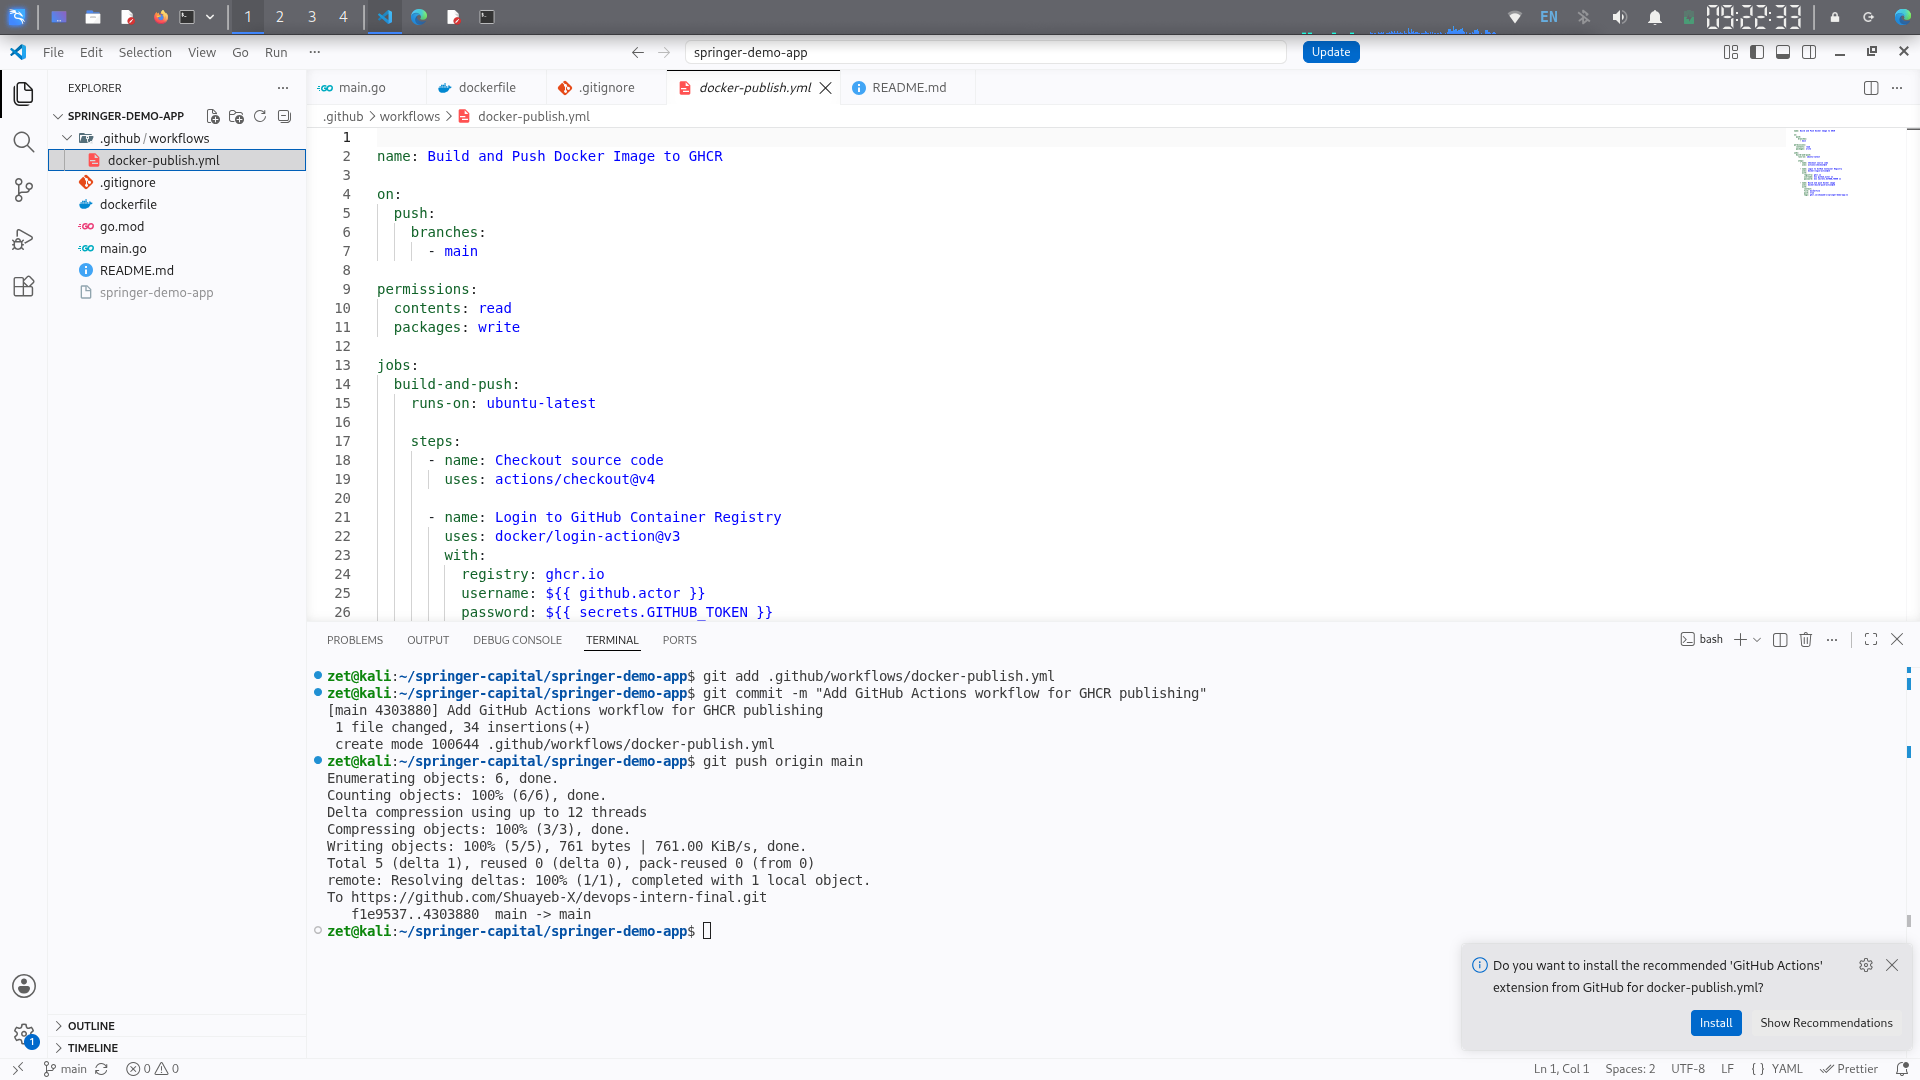 1
2
3
4
EN
09:22:33
File
Edit
Selection
View
Go
Run
springer-demo-app
Update
EXPLORER
main.go
dockerfile
.gitignore
docker-publish.yml
README.md
SPRINGER-DEMO-APP
.github > workflows > docker-publish.yml
.github / workflows
docker-publish.yml
.gitignore
dockerfile
go.mod
main.go
README.md
springer-demo-app
OUTLINE
TIMELINE
1
1
2 name: Build and Push Docker Image to GHCR
3
4 on:
5 push:
6 branches:
7 - main
8
9 permissions:
10 contents: read
11 packages: write
12
13 jobs:
14 build-and-push:
15 runs-on: ubuntu-latest
16
17 steps:
18 - name: Checkout source code
19 uses: actions/checkout@v4
20
21 - name: Login to GitHub Container Registry
22 uses: docker/login-action@v3
23 with:
24 registry: ghcr.io
25 username: ${{ github.actor }}
26 password: ${{ secrets.GITHUB_TOKEN }}
PROBLEMS
OUTPUT
DEBUG CONSOLE
TERMINAL
PORTS
bash
zet@kali:~/springer-capital/springer-demo-app$ git add .github/workflows/docker-publish.yml
zet@kali:~/springer-capital/springer-demo-app$ git commit -m "Add GitHub Actions workflow for GHCR publishing"
[main 4303880] Add GitHub Actions workflow for GHCR publishing
1 file changed, 34 insertions(+)
create mode 100644 .github/workflows/docker-publish.yml
zet@kali:~/springer-capital/springer-demo-app$ git push origin main
Enumerating objects: 6, done.
Counting objects: 100% (6/6), done.
Delta compression using up to 12 threads
Compressing objects: 100% (3/3), done.
Writing objects: 100% (5/5), 761 bytes | 761.00 KiB/s, done.
Total 5 (delta 1), reused 0 (delta 0), pack-reused 0 (from 0)
remote: Resolving deltas: 100% (1/1), completed with 1 local object.
To https://github.com/Shuayeb-X/devops-intern-final.git
f1e9537..4303880 main -> main
zet@kali:~/springer-capital/springer-demo-app$
Do you want to install the recommended 'GitHub Actions'
extension from GitHub for docker-publish.yml?
Install
Show Recommendations
main
0
0
Ln 1, Col 1
Spaces: 2
UTF-8
LF
{ } YAML
Prettier